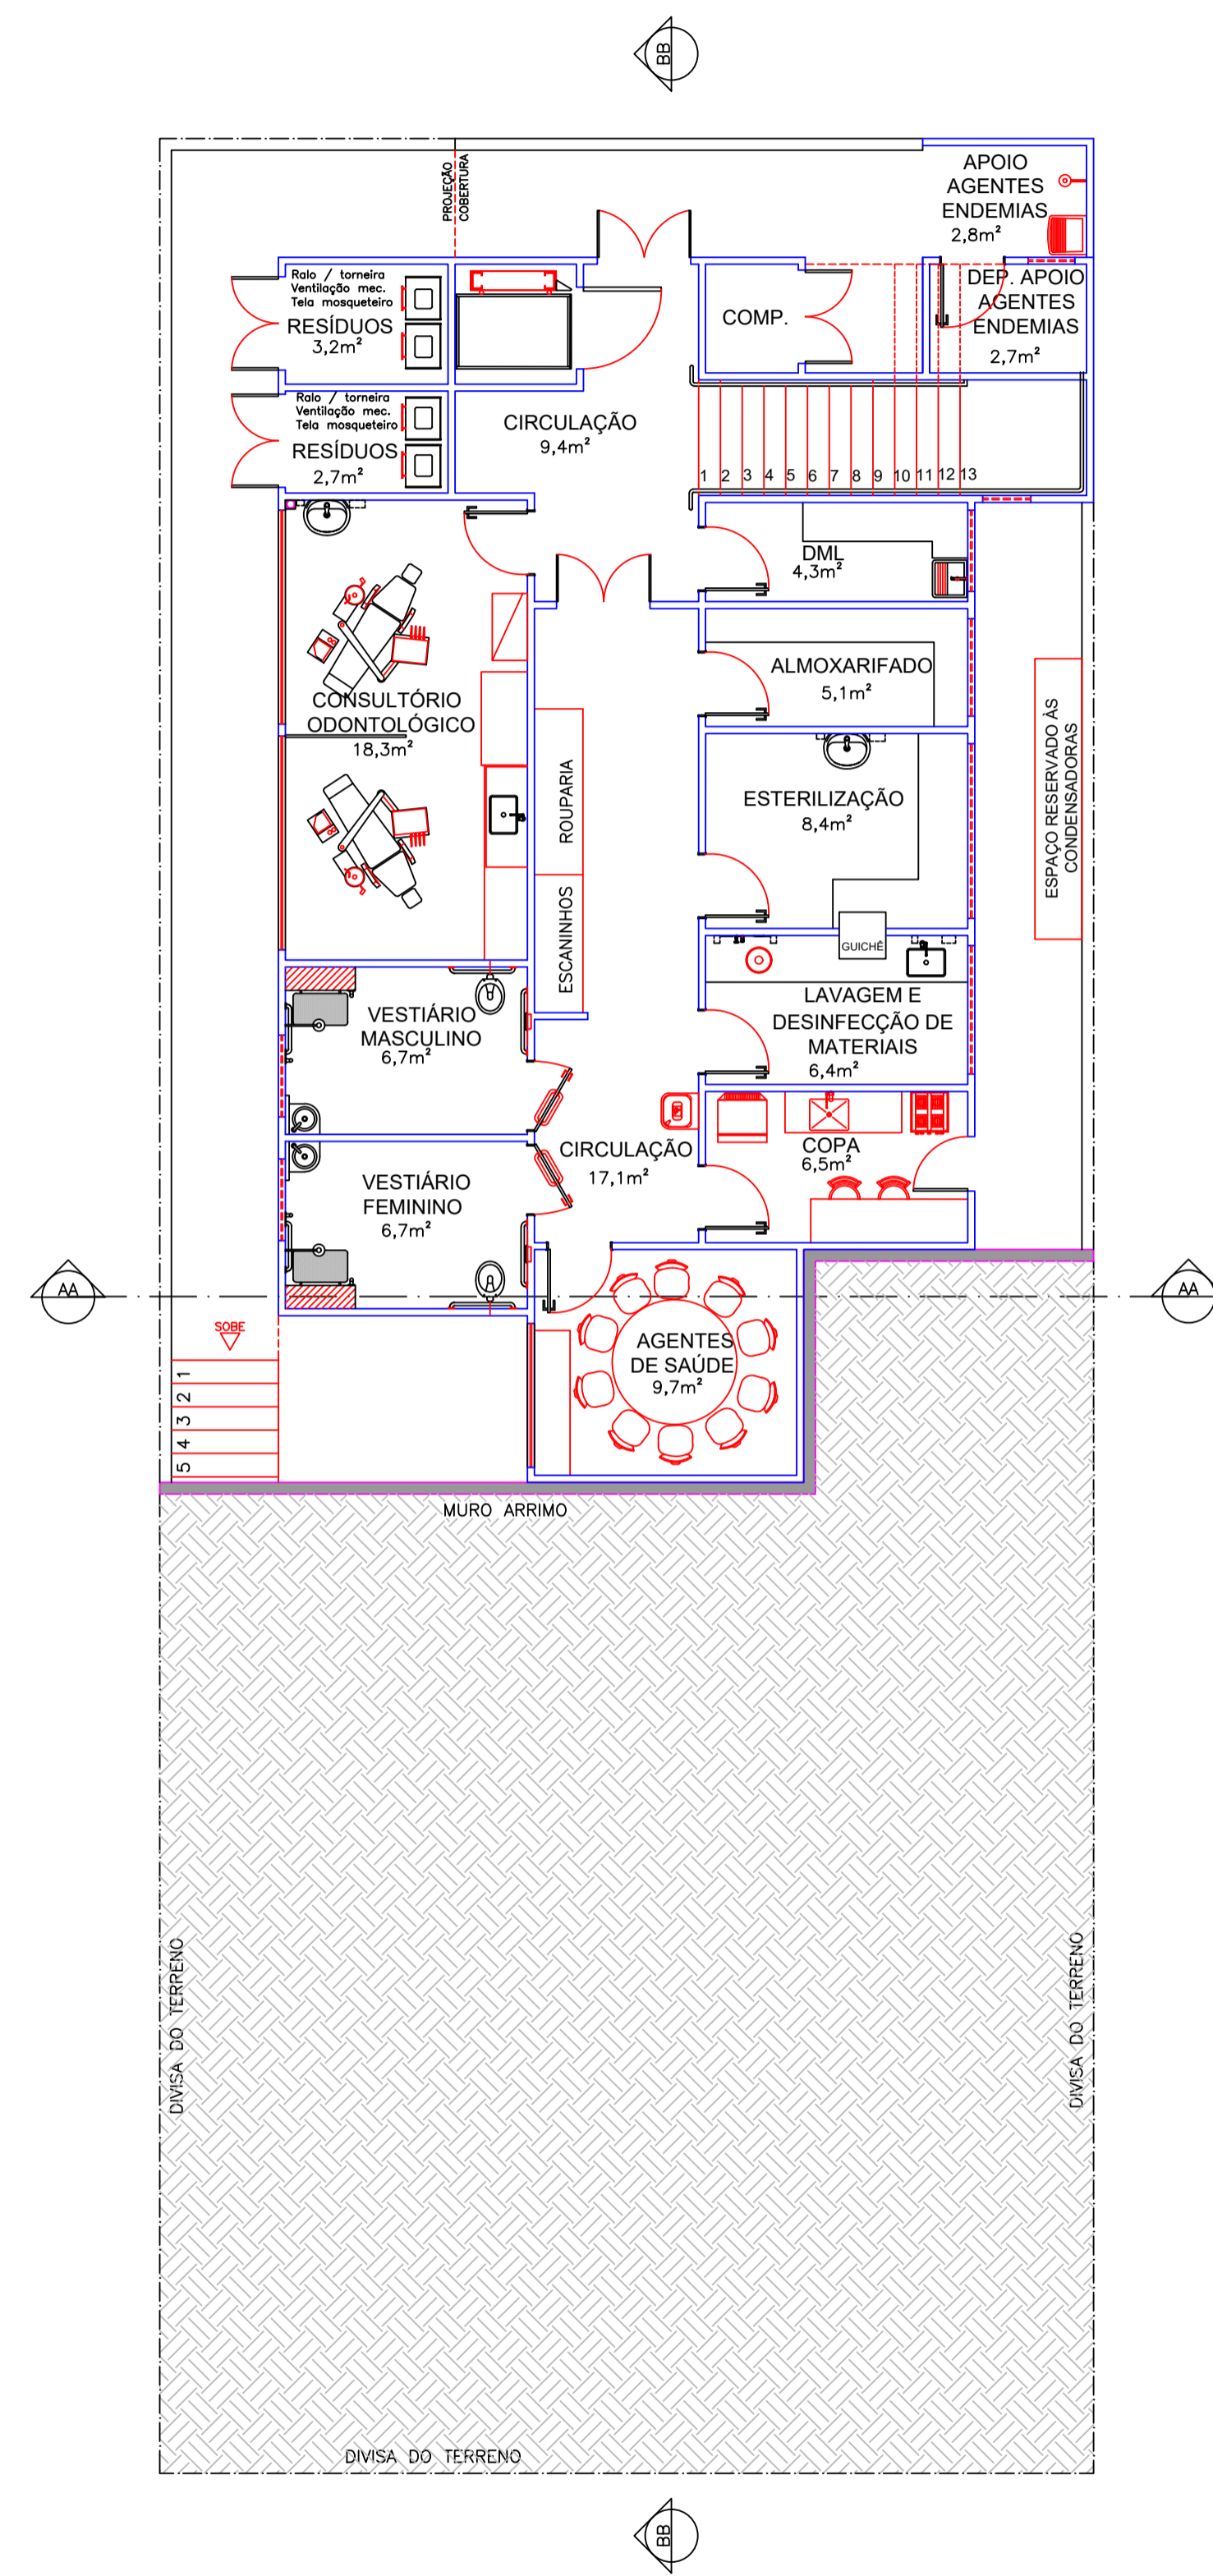 BB
PROJEÇÃO
COBERTURA
APOIO
AGENTES
ENDEMIAS
2,8m²
Ralo / torneira
Ventilação mec.
Tela mosqueteiro
RESÍDUOS
3,2m²
COMP.
DEP. APOIO
AGENTES
ENDEMIAS
2,7m²
Ralo / torneira
Ventilação mec.
Tela mosqueteiro
RESÍDUOS
2,7m²
CIRCULAÇÃO
9,4m²
1 2 3 4 5 6 7 8 9 10 11 12 13
DML
4,3m²
CONSULTÓRIO
ODONTOLÓGICO
18,3m²
ALMOXARIFADO
5,1m²
ROUPARIA
ESCANINHOS
ESTERILIZAÇÃO
8,4m²
ESPAÇO RESERVADO ÀS
CONDENSADORAS
GUICHÊ
LAVAGEM E
DESINFECÇÃO DE
MATERIAIS
6,4m²
VESTIÁRIO
MASCULINO
6,7m²
CIRCULAÇÃO
17,1m²
COPA
6,5m²
VESTIÁRIO
FEMININO
6,7m²
AA
AA
SOBE
1
2
3
4
5
AGENTES
DE SAÚDE
9,7m²
MURO ARRIMO
DIVISA DO TERRENO
DIVISA DO TERRENO
DIVISA DO TERRENO
BB